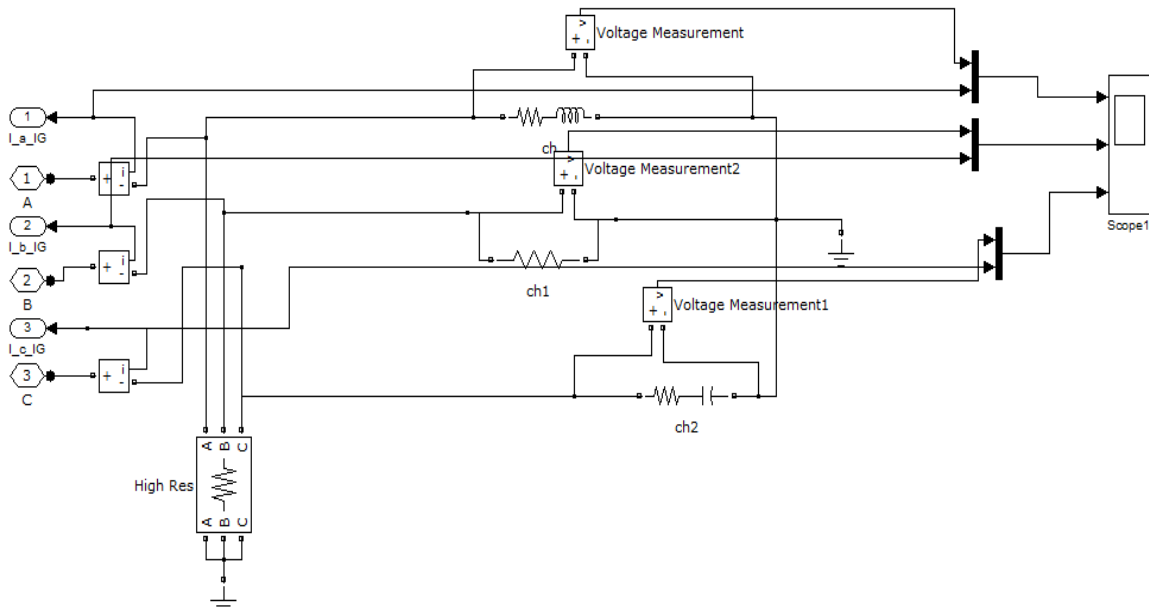 Voltage Measurement
1
I_a_IG
ch
1
A
Voltage Measurement2
2
I_b_IG
Scope1
2
B
ch1
3
I_c_IG
Voltage Measurement1
3
C
ch2
A B C
High Res
A B C
v
+ -
v
+ -
v
+ -
+ i -
+ i -
+ i -